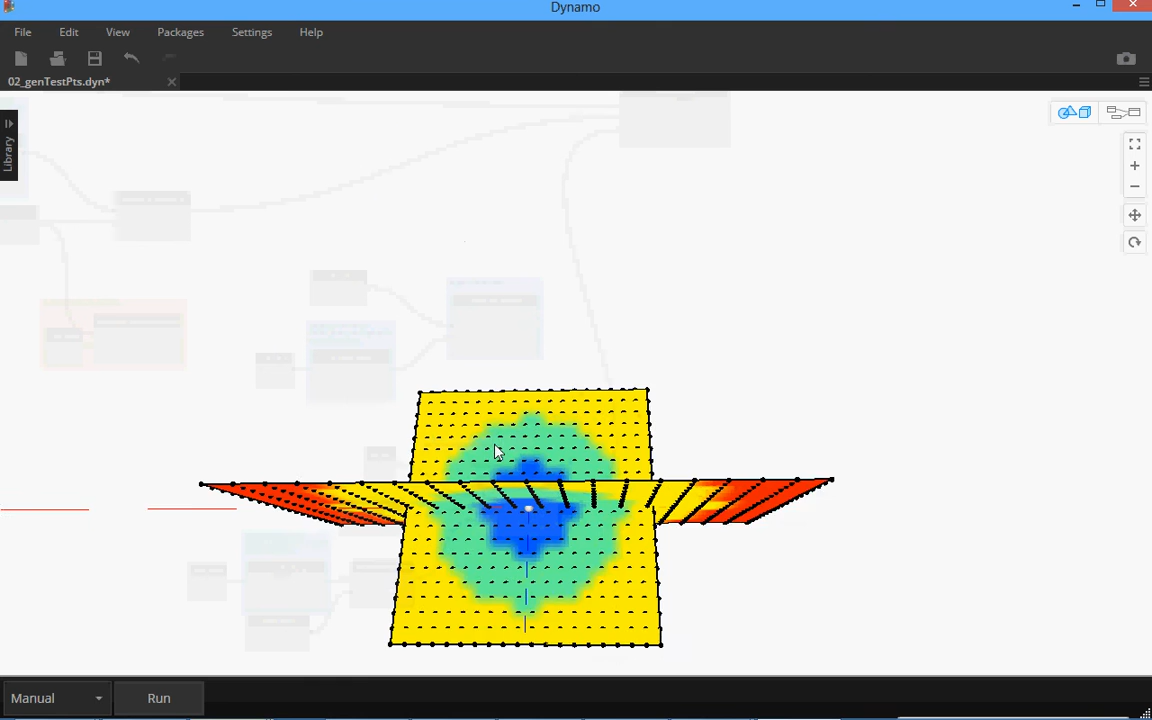 Dynamo
File Edit View Packages Settings Help
02_genTestPts.dyn*
Library
Manual Run